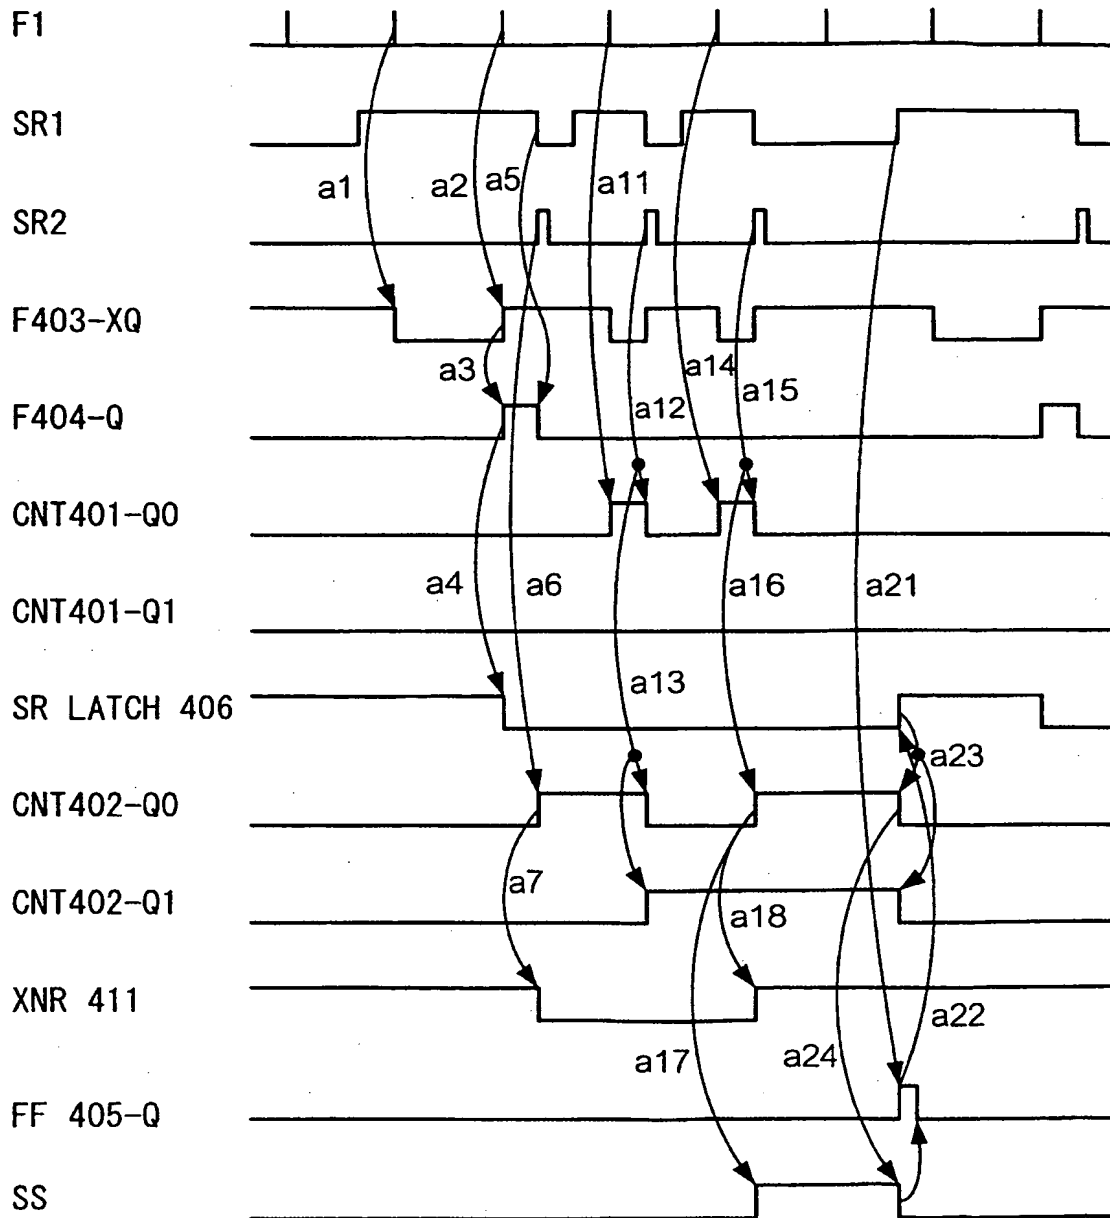 F1
SR1
a1
a2
a5
a11
SR2
F403-XQ
a3
a14
a15
a12
F404-Q
CNT401-Q0
a4
a6
a16
a21
CNT401-Q1
a13
SR LATCH 406
a23
CNT402-Q0
a7
CNT402-Q1
a18
XNR 411
a22
a17
a24
FF 405-Q
SS